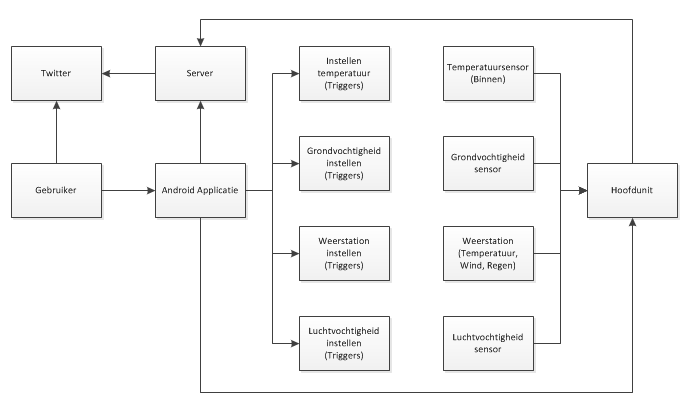 Twitter
Server
Instellen
temperatuur
(Triggers)
Temperatuursensor
(Binnen)
Grondvochtigheid
instellen
(Triggers)
Grondvochtigheid
sensor
Gebruiker
Android Applicatie
Hoofdunit
Weerstation
instellen
(Triggers)
Weerstation
(Temperatuur,
Wind, Regen)
Luchtvochtigheid
instellen
(Triggers)
Luchtvochtigheid
sensor